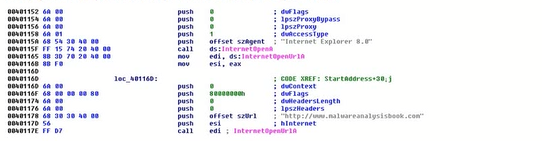 00401152 6A 00 push 0 ; dwFlags
00401154 6A 00 push 0 ; lpszProxyBypass
00401156 6A 00 push 0 ; lpszProxy
00401158 6A 01 push 1 ; dwAccessType
0040115A 68 54 30 40 00 push offset szAgent ; "Internet Explorer 8.0"
0040115F FF 15 74 20 40 00 call ds:InternetOpenA
00401165 8B 3D 70 20 40 00 mov edi, ds:InternetOpenUrlA
0040116B 8B F0 mov esi, eax
0040116D
0040116D loc_40116D: ; CODE XREF: StartAddress+30↓j
0040116D 6A 00 push 0 ; dwContext
0040116F 68 00 00 00 80 push 80000000h ; dwFlags
00401174 6A 00 push 0 ; dwHeadersLength
00401176 6A 00 push 0 ; lpszHeaders
00401178 68 30 30 40 00 push offset szUrl ; "http://www.malwareanalysisbook.com"
0040117D 56 push esi ; hInternet
0040117E FF D7 call edi ; InternetOpenUrlA